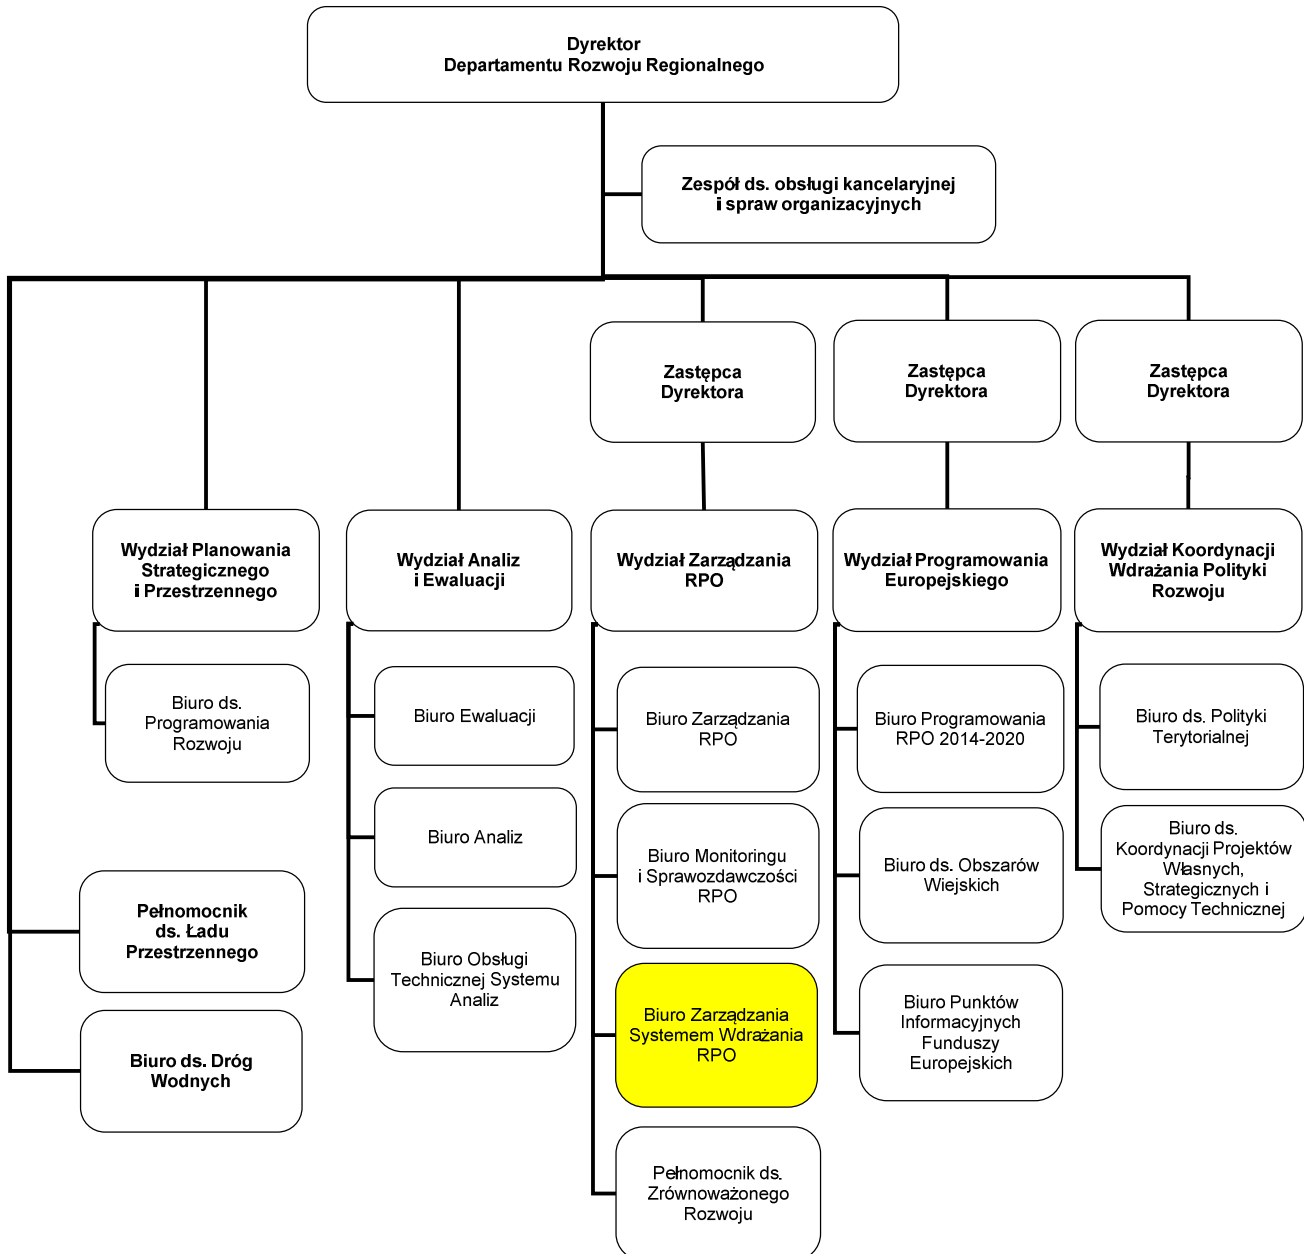 Dyrektor
Departamentu Rozwoju Regionalnego
Zespół ds. obsługi kancelaryjnej
i spraw organizacyjnych
Zastępca
Dyrektora
Zastępca
Dyrektora
Zastępca
Dyrektora
Wydział Planowania
Strategicznego
i Przestrzennego
Wydział Analiz
i Ewaluacji
Wydział Zarządzania
RPO
Wydział Programowania
Europejskiego
Wydział Koordynacji
Wdrażania Polityki
Rozwoju
Biuro ds.
Programowania
Rozwoju
Biuro Ewaluacji
Biuro Zarządzania
RPO
Biuro Programowania
RPO 2014-2020
Biuro ds. Polityki
Terytorialnej
Biuro Analiz
Biuro Monitoringu
i Sprawozdawczości
RPO
Biuro ds. Obszarów
Wiejskich
Biuro ds.
Koordynacji Projektów
Własnych,
Strategicznych i
Pomocy Technicznej
Pełnomocnik
ds. Ładu
Przestrzennego
Biuro Obsługi
Technicznej Systemu
Analiz
Biuro Zarządzania
Systemem Wdrażania
RPO
Biuro Punktów
Informacyjnych
Funduszy
Europejskich
Biuro ds. Dróg
Wodnych
Pełnomocnik ds.
Zrównoważonego
Rozwoju